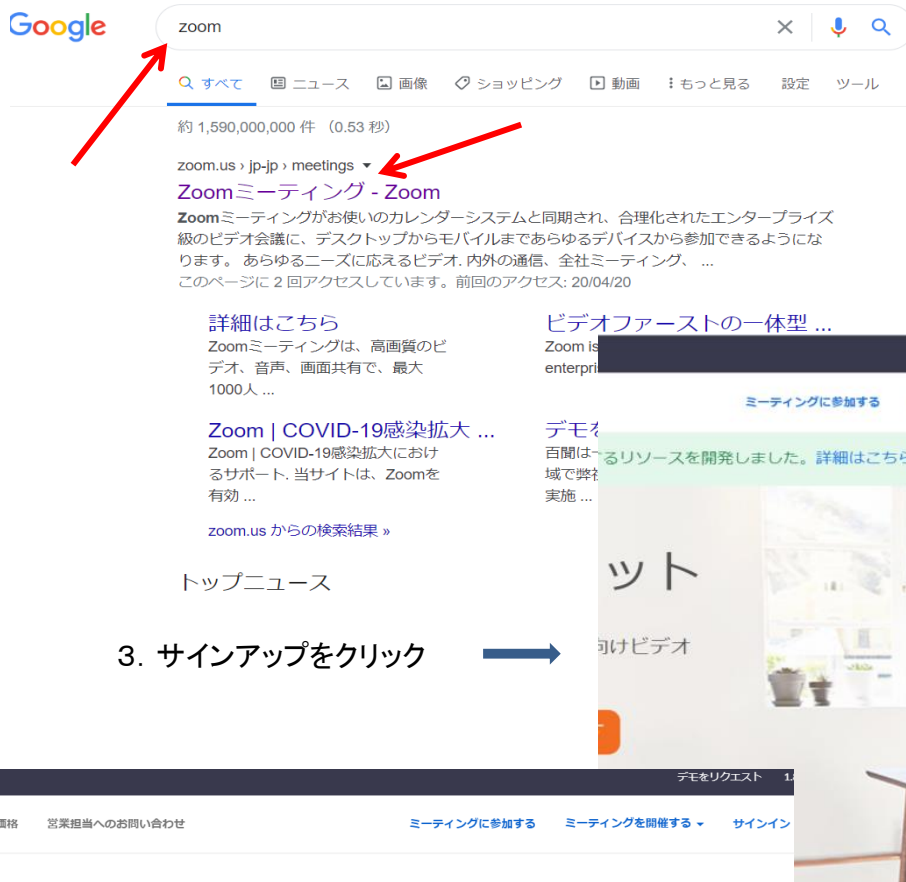 Google
zoom
すべて ニュース 画像 ショッピング 動画 もっと見る 設定 ツール
約 1,590,000,000 件 （0.53 秒）
zoom.us › jp-jp › meetings
Zoomミーティング - Zoom
Zoomミーティングがお使いのカレンダーシステムと同期され、合理化されたエンタープライズ
級のビデオ会議に、デスクトップからモバイルまであらゆるデバイスから参加できるようにな
ります。 あらゆるニーズに応えるビデオ. 内外の通信、全社ミーティング、 ...
このページに 2 回アクセスしています。前回のアクセス: 20/04/20
詳細はこちら
Zoomミーティングは、高画質のビ
デオ、音声、画面共有で、最大
1000人 ...
ビデオファーストの一体型 ...
Zoom is
enterpri
Zoom | COVID-19感染拡大 ...
Zoom | COVID-19感染拡大におけ
るサポート. 当サイトは、Zoomを
有効 ...
デモを
百聞は一
域で弊社
実施 ...
zoom.us からの検索結果 »
トップニュース
ミーティングに参加する
るリソースを開発しました。詳細はこちら
ット
向けビデオ
3．サインアップをクリック
デモをリクエスト 1.
価格 営業担当へのお問い合わせ ミーティングに参加する ミーティングを開催する サインイン